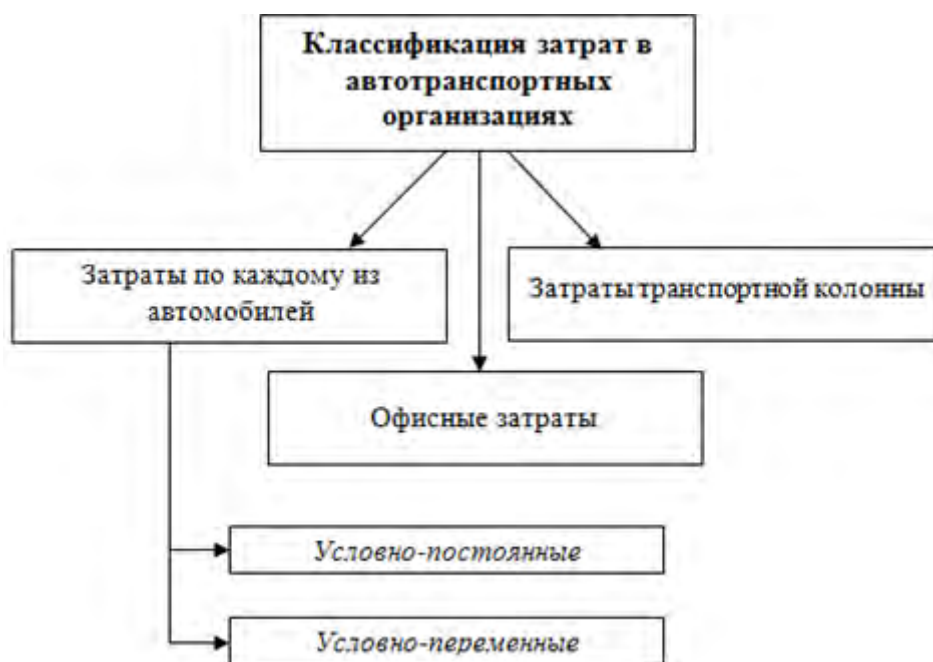 Классификация затрат в
автотранспортных
организациях
Затраты по каждому из
автомобилей
Затраты транспортной колонны
Офисные затраты
Условно-постоянные
Условно-переменные